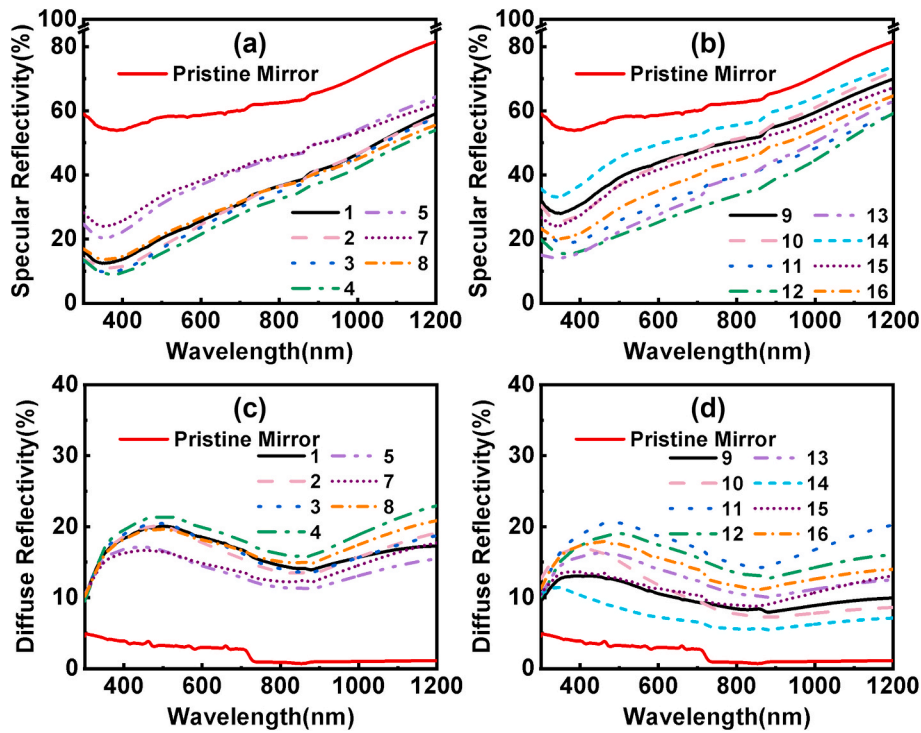 100
80
60
40
20
0
Specular Reflectivity(%)
(a)
Pristine Mirror
1 5
2 7
3 8
4
400 600 800 1000 1200
Wavelength(nm)
100
80
60
40
20
0
Specular Reflectivity(%)
(b)
Pristine Mirror
9 13
10 14
11 15
12 16
400 600 800 1000 1200
Wavelength(nm)
40
30
20
10
0
Diffuse Reflectivity(%)
(c)
Pristine Mirror
1 5
2 7
3 8
4
400 600 800 1000 1200
Wavelength(nm)
40
30
20
10
0
Diffuse Reflectivity(%)
(d)
Pristine Mirror
9 13
10 14
11 15
12 16
400 600 800 1000 1200
Wavelength(nm)